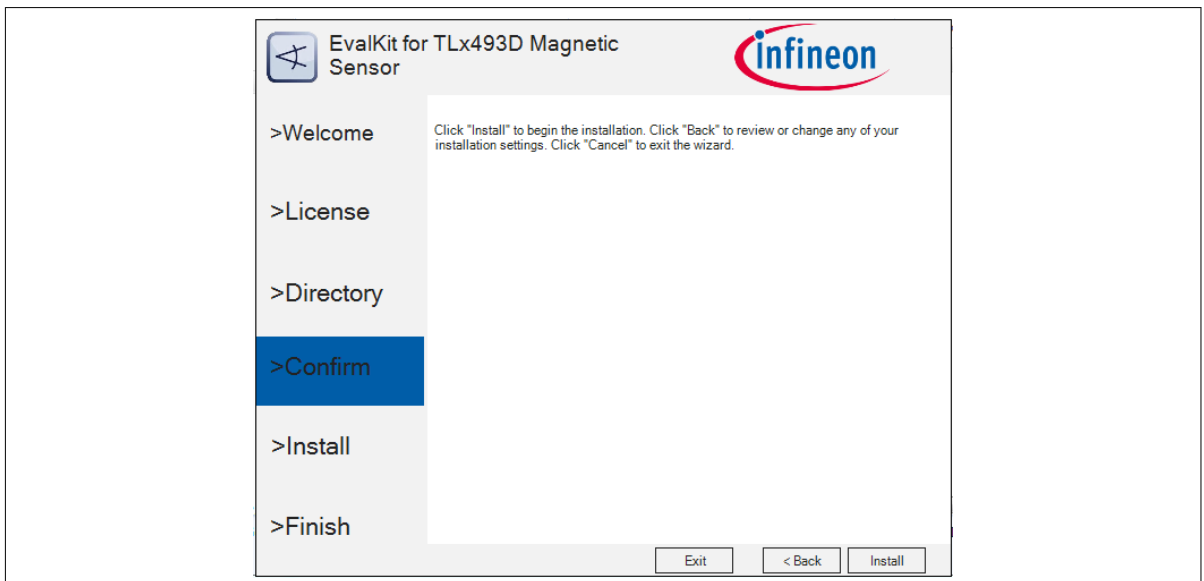 EvalKit for TLx493D Magnetic
Sensor
infineon
>Welcome
Click "Install" to begin the installation. Click "Back" to review or change any of your
installation settings. Click "Cancel" to exit the wizard.
>License
>Directory
>Confirm
>Install
>Finish
Exit
< Back
Install